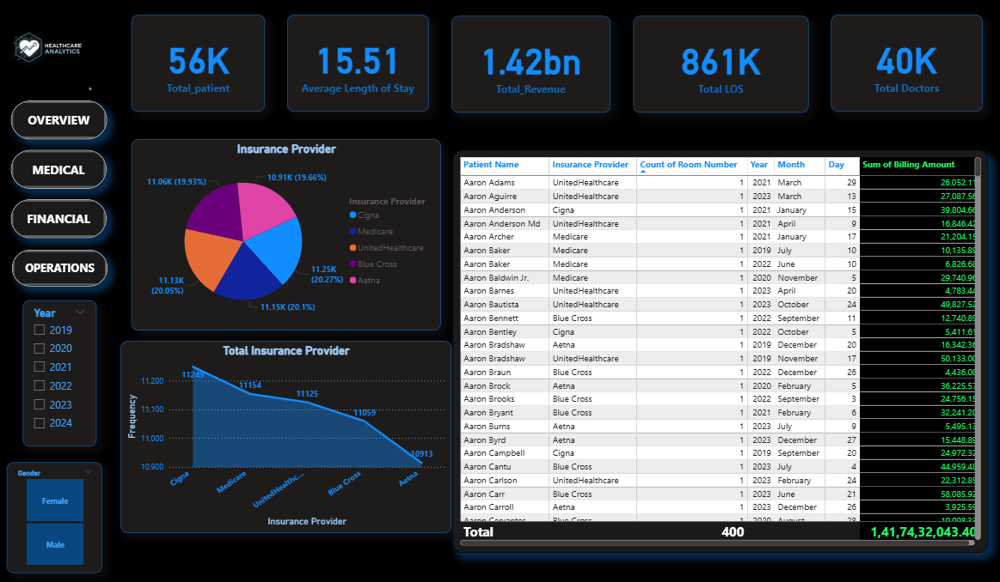 HEALTHCARE
ANALYTICS
56K
Total_patient
15.51
Average Length of Stay
1.42bn
Total_Revenue
861K
Total LOS
40K
Total Doctors
OVERVIEW
MEDICAL
FINANCIAL
OPERATIONS
Year
2019
2020
2021
2022
2023
2024
Gender
Female
Male
Insurance Provider
11.06K (19.93%)
10.91K (19.66%)
11.13K
(20.05%)
11.25K
(20.27%)
11.15K (20.1%)
Insurance Provider
Cigna
Medicare
UnitedHealthcare
Blue Cross
Aetna
Total Insurance Provider
Frequency
11,200
11,100
11,000
10,900
11249
11154
11125
11059
10913
Cigna
Medicare
UnitedHealthc...
Blue Cross
Aetna
Insurance Provider
Patient Name Insurance Provider Count of Room Number Year Month Day Sum of Billing Amount
Aaron Adams UnitedHealthcare 1 2021 March 29 26,052.11
Aaron Aguirre UnitedHealthcare 1 2023 March 13 27,087.56
Aaron Anderson Cigna 1 2021 January 15 39,804.66
Aaron Anderson Md UnitedHealthcare 1 2021 April 9 16,846.42
Aaron Archer Medicare 1 2021 January 17 21,204.15
Aaron Baker Medicare 1 2019 July 10 10,135.89
Aaron Baker Medicare 1 2022 June 10 6,826.68
Aaron Baldwin Jr. Medicare 1 2020 November 5 29,740.96
Aaron Barnes UnitedHealthcare 1 2023 April 20 4,783.44
Aaron Bautista UnitedHealthcare 1 2023 October 24 49,827.52
Aaron Bennett Blue Cross 1 2022 September 11 12,740.89
Aaron Bentley Cigna 1 2022 October 5 5,411.61
Aaron Bradshaw Aetna 1 2019 December 20 16,342.36
Aaron Bradshaw UnitedHealthcare 1 2019 November 17 50,133.00
Aaron Braun Blue Cross 1 2022 December 26 4,436.08
Aaron Brock Aetna 1 2020 February 5 36,225.57
Aaron Brooks Blue Cross 1 2022 September 3 24,756.15
Aaron Bryant Blue Cross 1 2021 February 6 32,241.20
Aaron Burns Aetna 1 2023 July 9 5,495.13
Aaron Byrd Aetna 1 2023 December 27 15,448.89
Aaron Campbell Cigna 1 2019 September 20 24,972.32
Aaron Cantu Blue Cross 1 2023 July 4 44,959.48
Aaron Carlson UnitedHealthcare 1 2023 February 24 22,312.85
Aaron Carr Blue Cross 1 2023 June 21 58,085.92
Aaron Carroll Aetna 1 2023 December 26 3,925.59
Aaron Cervantes Blue Cross 1 2020 August 28
Total 400 1,41,74,32,043.40